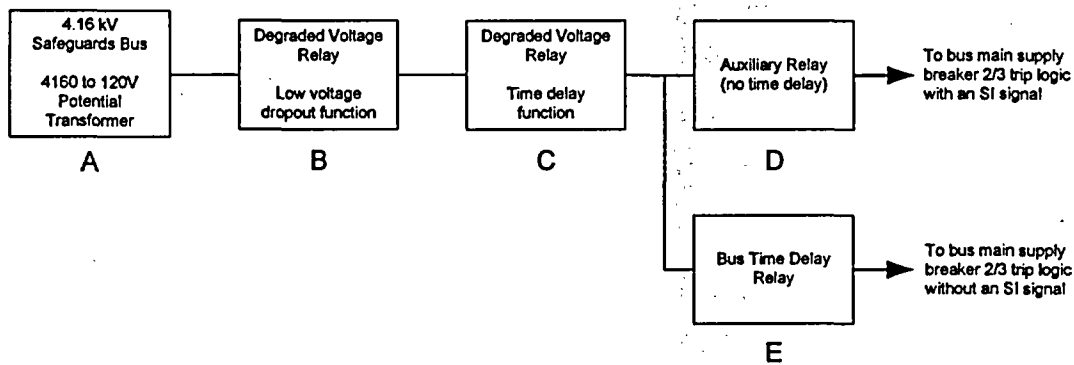 4.16 kV
Safeguards Bus
4160 to 120V
Potential
Transformer
A
Degraded Voltage
Relay
Low voltage
dropout function
B
Degraded Voltage
Relay
Time delay
function
C
Auxiliary Relay
(no time delay)
D
To bus main supply
breaker 2/3 trip logic
with an SI signal
Bus Time Delay
Relay
E
To bus main supply
breaker 2/3 trip logic
without an SI signal